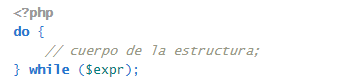 <?php
do {
    // cuerpo de la estructura;
} while ($expr);